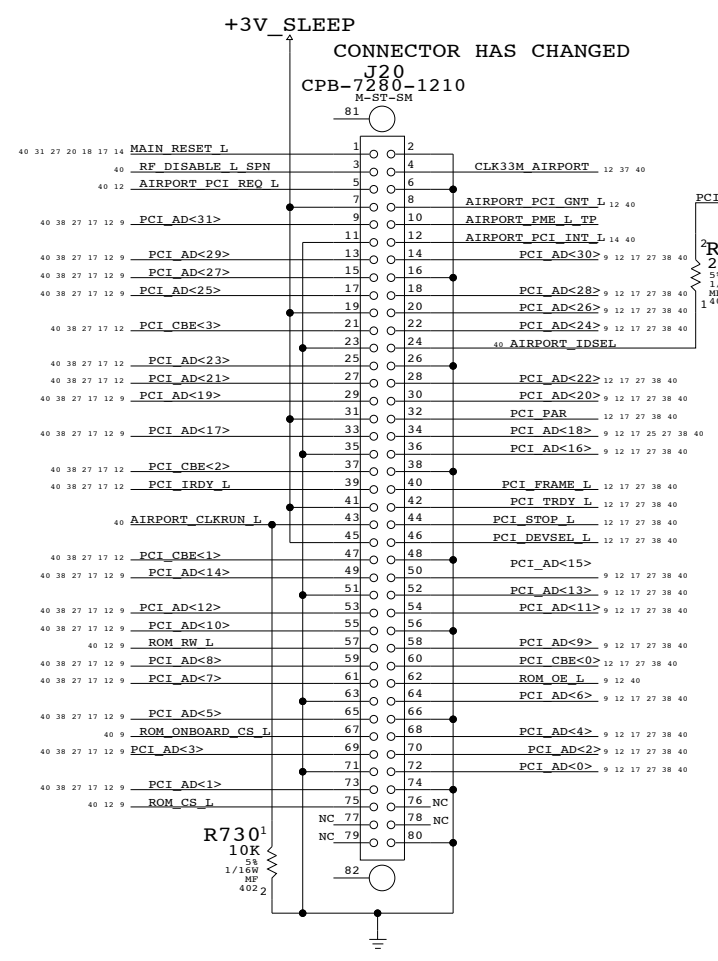 +3V_SLEEP
CONNECTOR HAS CHANGED
J20
CPB-7280-1210
M-ST-SM
81
40 31 27 20 18 17 14 MAIN_RESET_L 1 2
40 RF_DISABLE_L_SPN 3 4 CLK33M_AIRPORT 12 37 40
40 12 AIRPORT_PCI_REQ_L 5 6
7 8 AIRPORT_PCI_GNT_L 12 40
PCI
40 38 27 17 12 9 PCI_AD<31> 9 10 AIRPORT_PME_L_TP
11 12 AIRPORT_PCI_INT_L 14 40
40 38 27 17 12 9 PCI_AD<29> 13 14 PCI_AD<30> 9 12 17 27 38 40
40 38 27 17 12 9 PCI_AD<27> 15 16
40 38 27 17 12 9 PCI_AD<25> 17 18 PCI_AD<28> 9 12 17 27 38 40
19 20 PCI_AD<26> 9 12 17 27 38 40
40 38 27 17 12 PCI_CBE<3> 21 22 PCI_AD<24> 9 12 17 27 38 40
23 24 40 AIRPORT_IDSEL
2
R
2
5%
1/
MF
40
1
40 38 27 17 12 PCI_AD<23> 25 26
40 38 27 17 12 PCI_AD<21> 27 28 PCI_AD<22> 12 17 27 38 40
40 38 27 17 12 9 PCI_AD<19> 29 30 PCI_AD<20> 9 12 17 27 38 40
31 32 PCI_PAR 12 17 27 38 40
40 38 27 17 12 9 PCI_AD<17> 33 34 PCI_AD<18> 9 12 17 25 27 38 40
35 36 PCI_AD<16> 9 12 17 27 38 40
40 38 27 17 12 PCI_CBE<2> 37 38
40 38 27 17 12 PCI_IRDY_L 39 40 PCI_FRAME_L 12 17 27 38 40
41 42 PCI_TRDY_L 12 17 27 38 40
40 AIRPORT_CLKRUN_L 43 44 PCI_STOP_L 12 17 27 38 40
45 46 PCI_DEVSEL_L 12 17 27 38 40
40 38 27 17 12 PCI_CBE<1> 47 48
40 38 27 17 12 9 PCI_AD<14> 49 50 PCI_AD<15> 9 12 17 27 38 40
51 52 PCI_AD<13> 9 12 17 27 38 40
40 38 27 17 12 9 PCI_AD<12> 53 54 PCI_AD<11> 9 12 17 27 38 40
40 38 27 17 12 9 PCI_AD<10> 55 56
40 12 9 ROM_RW_L 57 58 PCI_AD<9> 9 12 17 27 38 40
40 38 27 17 12 9 PCI_AD<8> 59 60 PCI_CBE<0> 12 17 27 38 40
40 38 27 17 12 9 PCI_AD<7> 61 62 ROM_OE_L 9 12 40
63 64 PCI_AD<6> 9 12 17 27 38 40
40 38 27 17 12 9 PCI_AD<5> 65 66
40 9 ROM_ONBOARD_CS_L 67 68 PCI_AD<4> 9 12 17 27 38 40
40 38 27 17 12 9 PCI_AD<3> 69 70 PCI_AD<2> 9 12 17 27 38 40
71 72 PCI_AD<0> 9 12 17 27 38 40
40 38 27 17 12 9 PCI_AD<1> 73 74
40 12 9 ROM_CS_L 75 76 NC
NC 77 78 NC
NC 79 80
R730 1
10K
5%
1/16W
MF
402 2
82